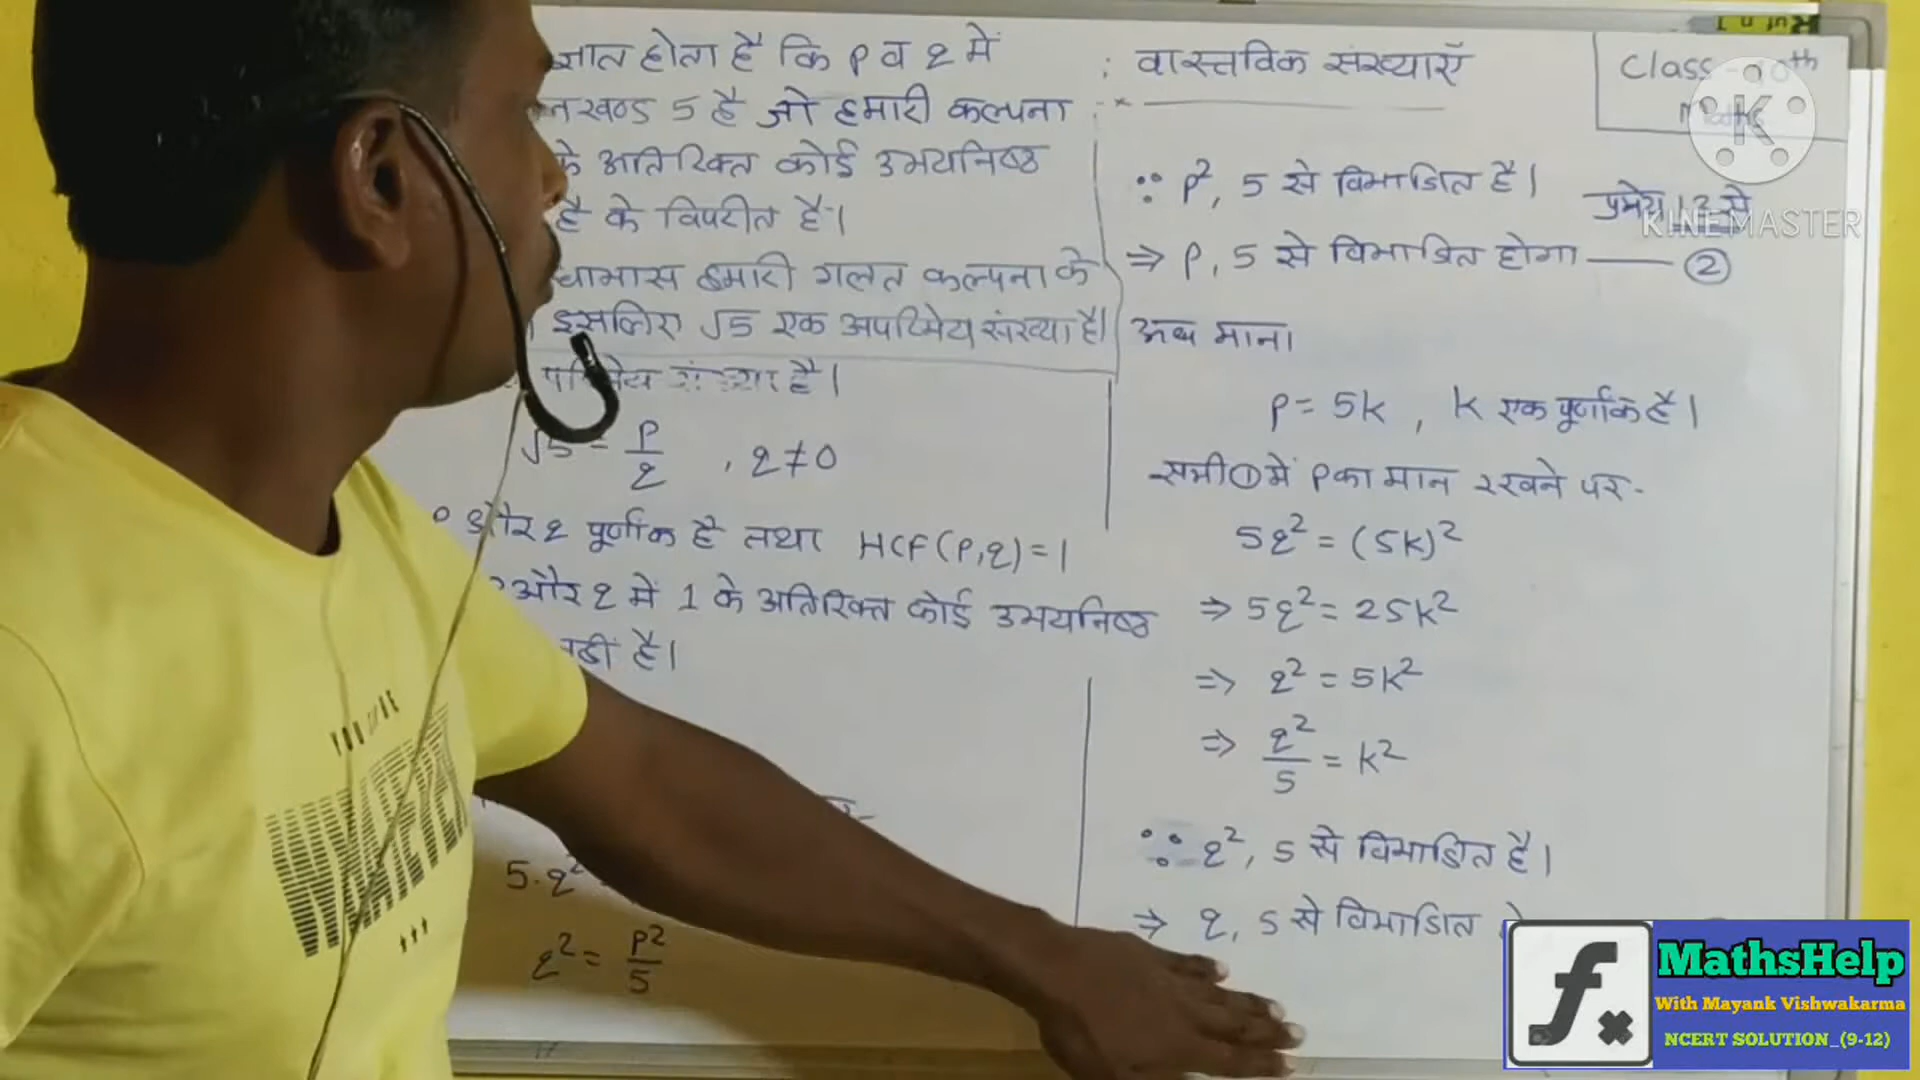 ज्ञात होता है कि p व q में
खण्ड 5 है जो हमारी कल्पना
के अतिरिक्त कोई उभयनिष्ठ
है के विपरीत है।
हमारी गलत कल्पना के
इसलिए √5 एक अपरिमेय संख्या है।
संख्या है।
√5 = p/q , q ≠ 0
और q पूर्णांक है तथा HCF(P,q)=1
और q में 1 के अतिरिक्त कोई उभयनिष्ठ
नहीं है।
5.q²
q² = p²/5
: वास्तविक संख्याएँ
Class - 10th
∵ p², 5 से विभाजित है।
प्रमेय 1.3 से
⇒ p, 5 से विभाजित होगा —— ②
अब माना
p = 5k , k एक पूर्णांक है।
समी ① में p का मान रखने पर-
5q² = (5k)²
⇒ 5q² = 25k²
⇒ q² = 5k²
⇒ q²/5 = k²
∵ q², 5 से विभाजित है।
⇒ q, 5 से विभाजित
K
KINEMASTER
YOU ARE
MathsHelp
With Mayank Vishwakarma
NCERT SOLUTION_(9-12)